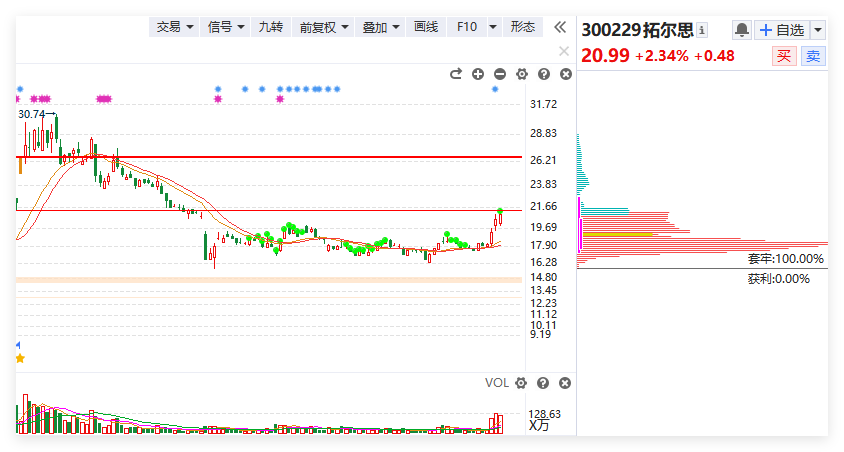 交易 信号 九转 前复权 叠加 画线 F10 形态
300229拓尔思 i 自选
20.99 +2.34% +0.48 买 卖
30.74
31.72
28.83
26.21
23.83
21.66
19.69
17.90
16.28
14.80
13.45
12.23
11.12
10.11
9.19
套牢:100.00%
获利:0.00%
VOL
128.63
X万